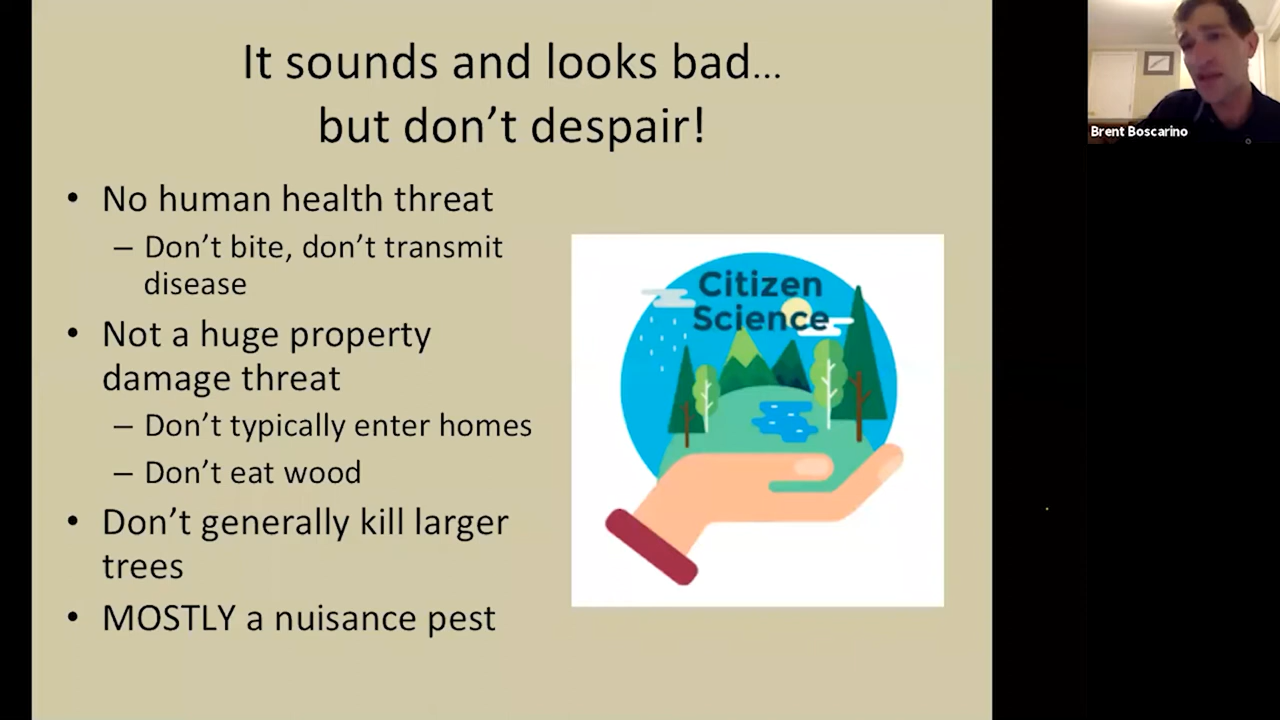 It sounds and looks bad...
but don't despair!
• No human health threat
– Don't bite, don't transmit
disease
• Not a huge property
damage threat
– Don't typically enter homes
– Don't eat wood
• Don't generally kill larger
trees
• MOSTLY a nuisance pest
Citizen
Science
Brent Boscarino